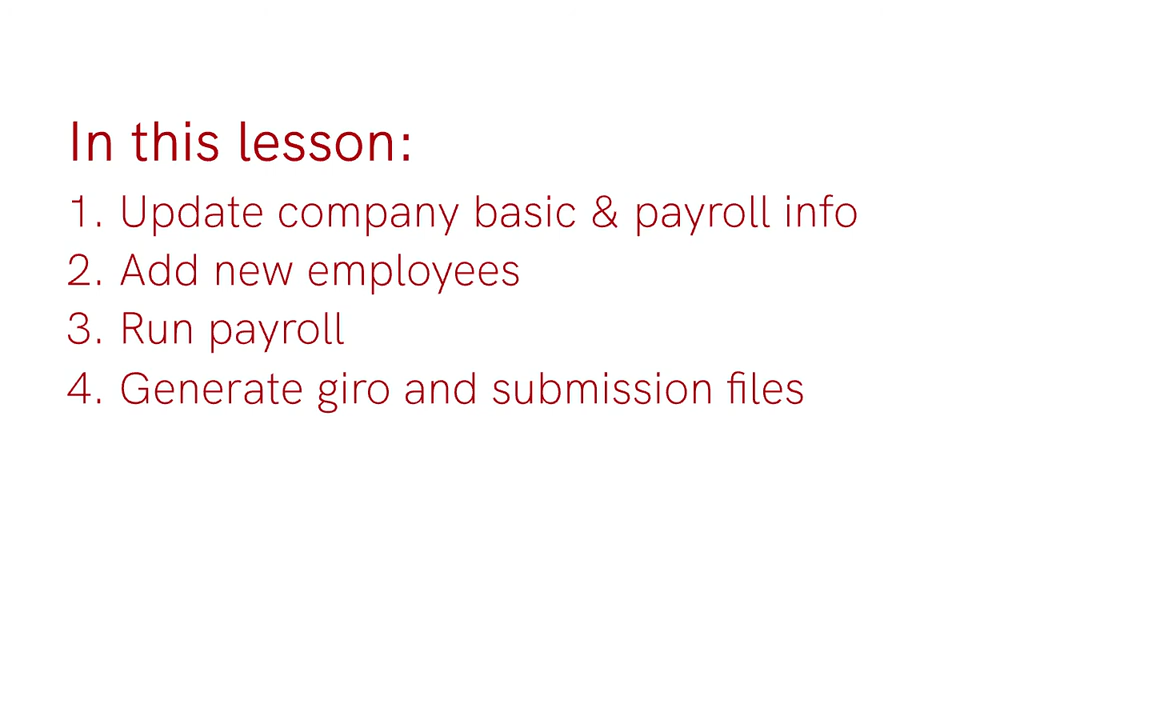 In this lesson:
1. Update company basic & payroll info
2. Add new employees
3. Run payroll
4. Generate giro and submission files